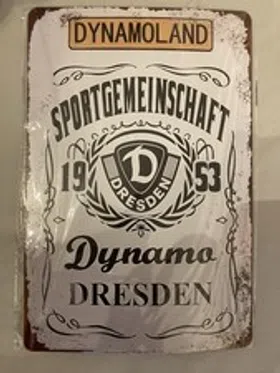 DYNAMOLAND
SPORTGEMEINSCHAFT
19 D 53
DRESDEN
Dynamo
DRESDEN